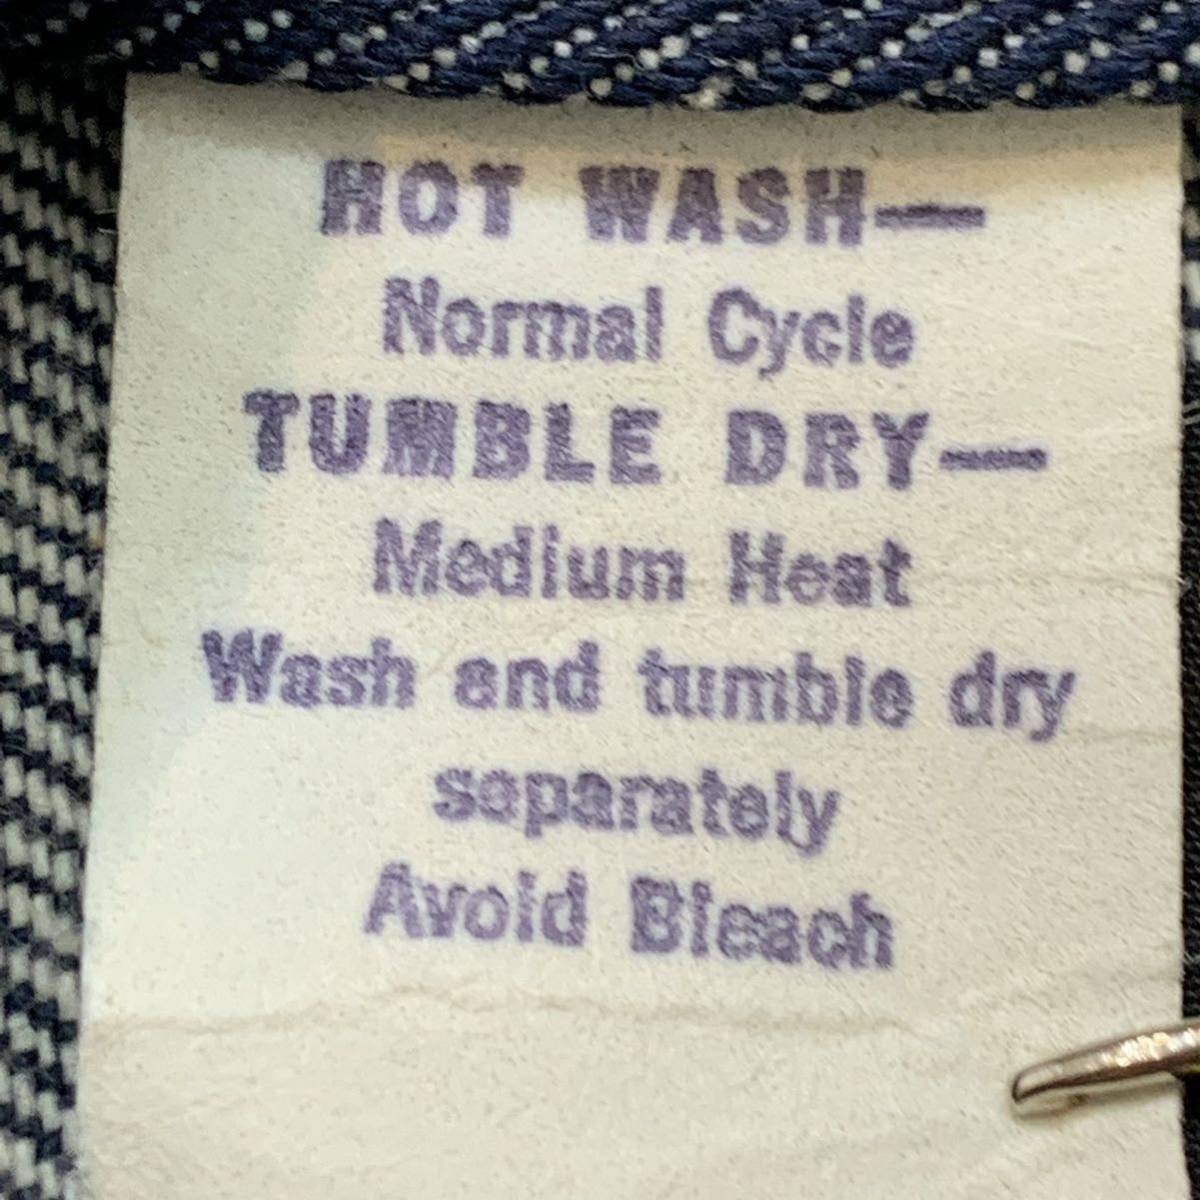 HOT WASH—
Normal Cycle
TUMBLE DRY—
Medium Heat
Wash and tumble dry
separately
Avoid Bleach